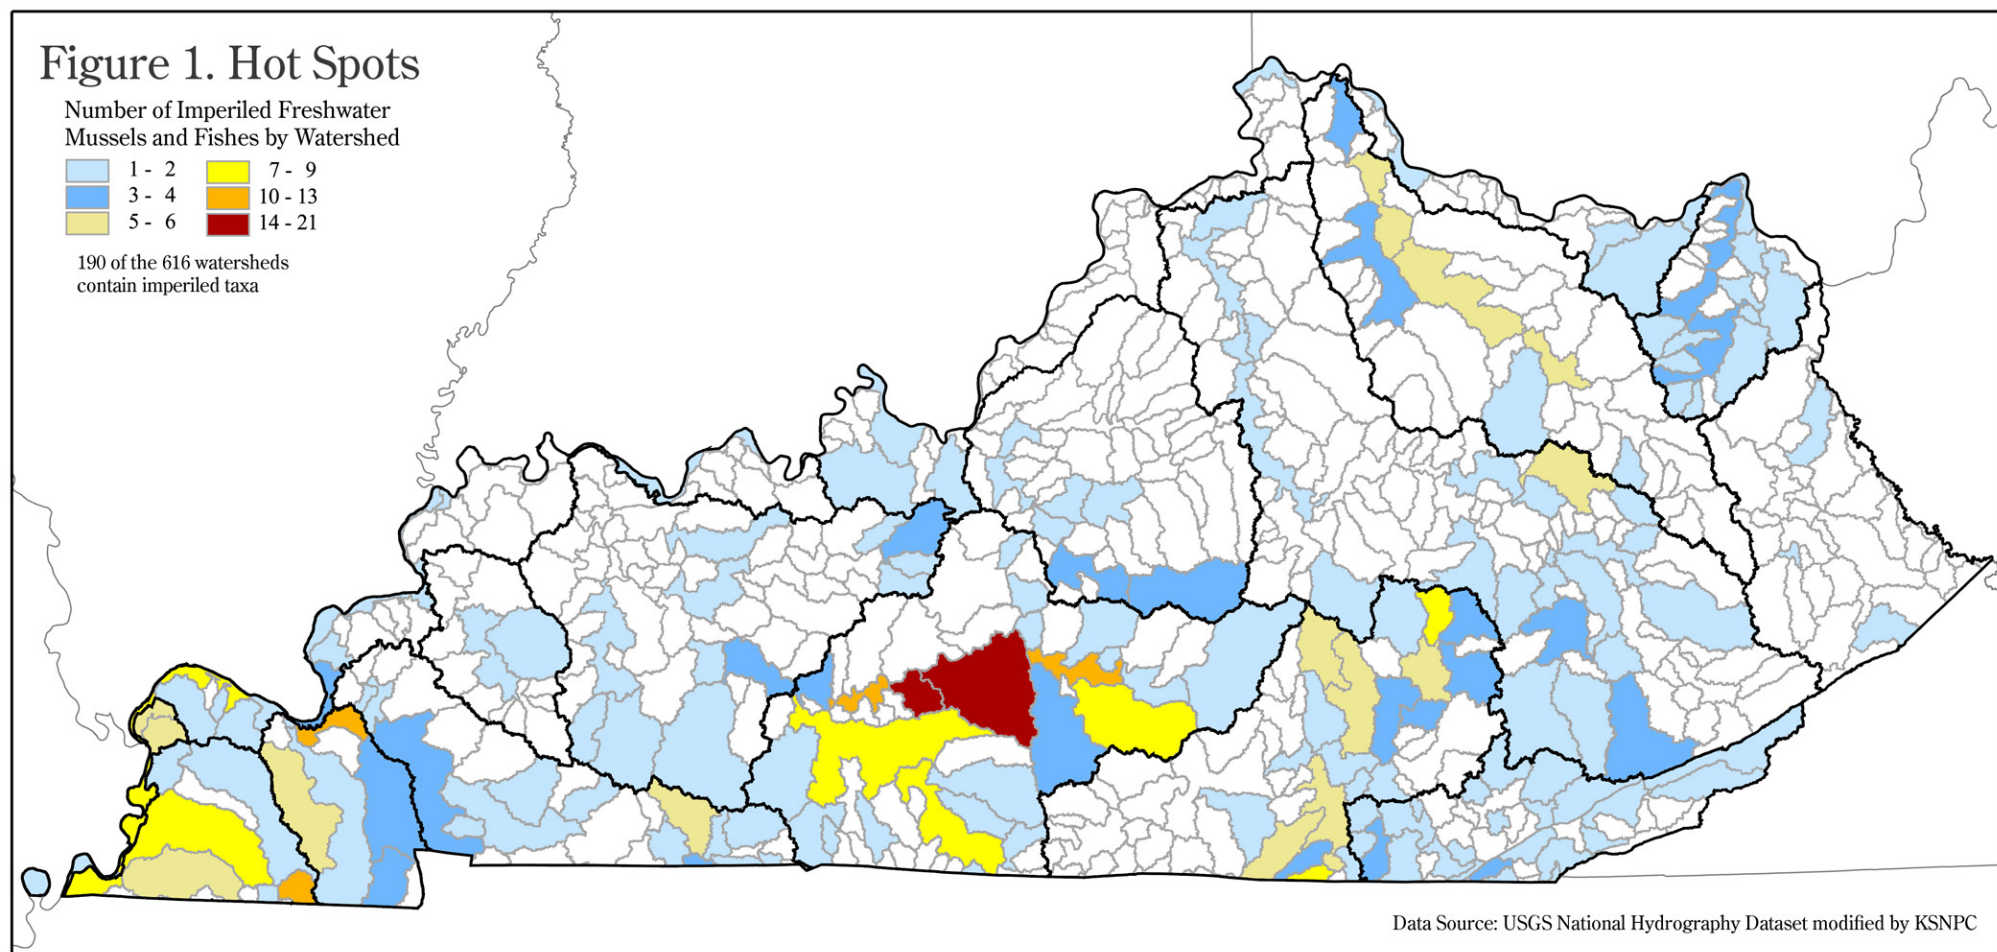 Figure 1. Hot Spots
Number of Imperiled Freshwater
Mussels and Fishes by Watershed
1 - 2
7 - 9
3 - 4
10 - 13
5 - 6
14 - 21
190 of the 616 watersheds
contain imperiled taxa
Data Source: USGS National Hydrography Dataset modified by KSNPC